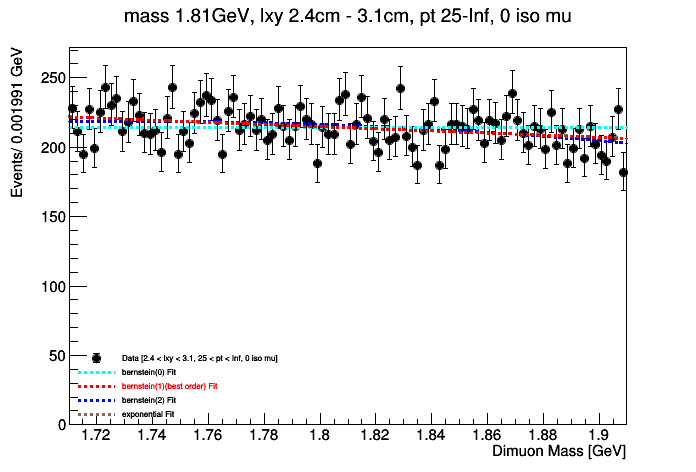 mass 1.81GeV, lxy 2.4cm - 3.1cm, pt 25-Inf, 0 iso mu
Events/ 0.001991 GeV
250
200
150
100
50
0
Data [2.4 < lxy < 3.1, 25 < pt < Inf, 0 iso mu]
bernstein(0) Fit
bernstein(1)(best order) Fit
bernstein(2) Fit
exponential Fit
1.72 1.74 1.76 1.78 1.8 1.82 1.84 1.86 1.88 1.9
Dimuon Mass [GeV]